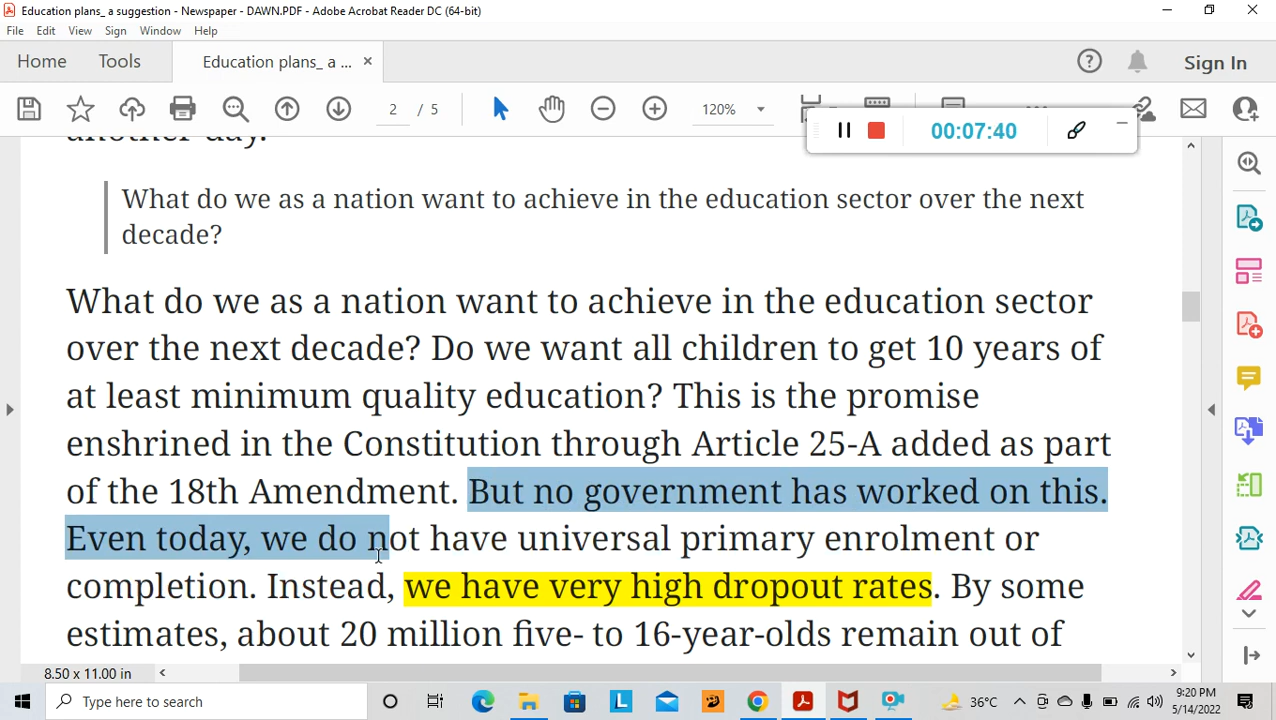 Education plans_ a suggestion - Newspaper - DAWN.PDF - Adobe Acrobat Reader DC (64-bit)
File Edit View Sign Window Help
Home Tools Education plans_ a ... × Sign In
2 / 5 120%
00:07:40
another day.
What do we as a nation want to achieve in the education sector over the next
decade?
What do we as a nation want to achieve in the education sector
over the next decade? Do we want all children to get 10 years of
at least minimum quality education? This is the promise
enshrined in the Constitution through Article 25-A added as part
of the 18th Amendment. But no government has worked on this.
Even today, we do not have universal primary enrolment or
completion. Instead, we have very high dropout rates. By some
estimates, about 20 million five- to 16-year-olds remain out of
8.50 x 11.00 in
Type here to search 36°C 9:20 PM
5/14/2022